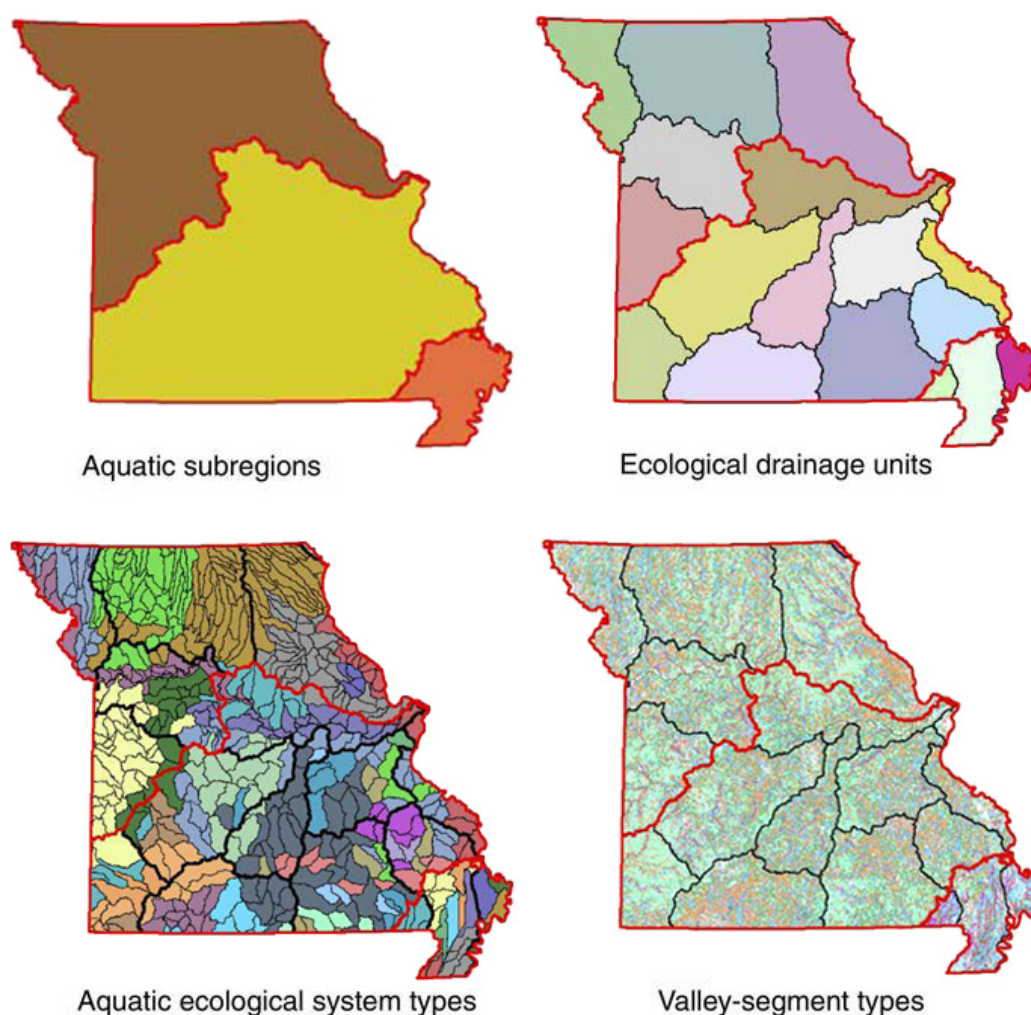 Aquatic subregions
Ecological drainage units
Aquatic ecological system types
Valley-segment types